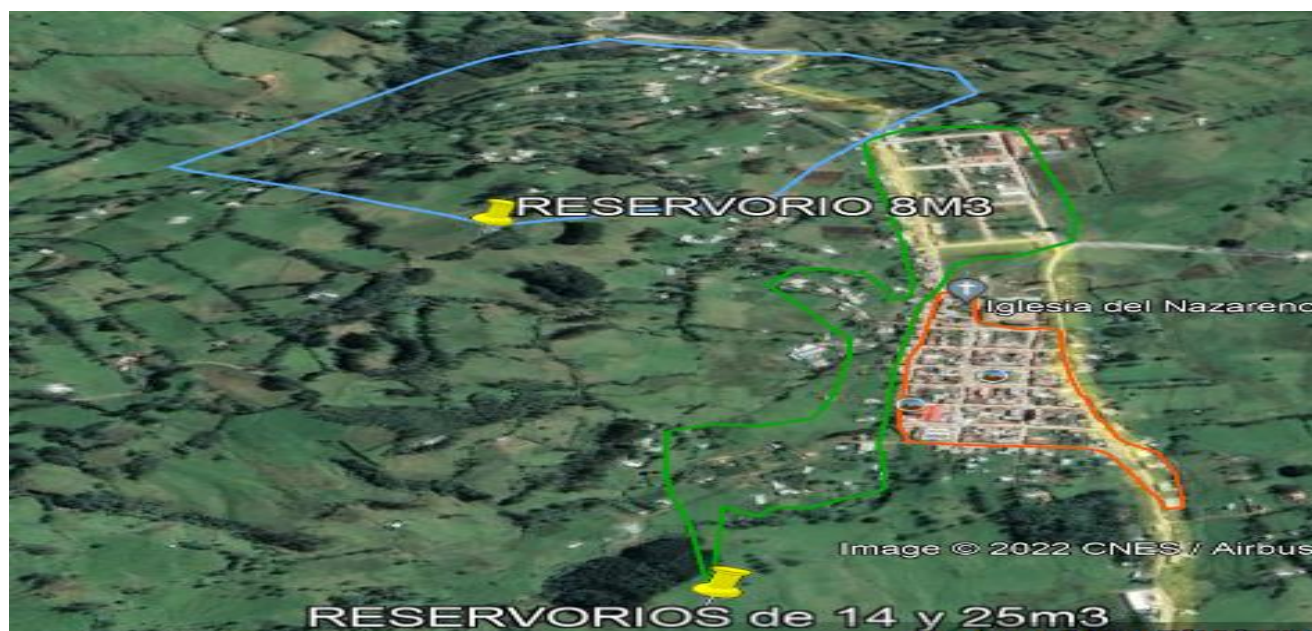 RESERVORIO 8M3
Iglesia del Nazareno
Image © 2022 CNES / Airbus
RESERVORIOS de 14 y 25m3